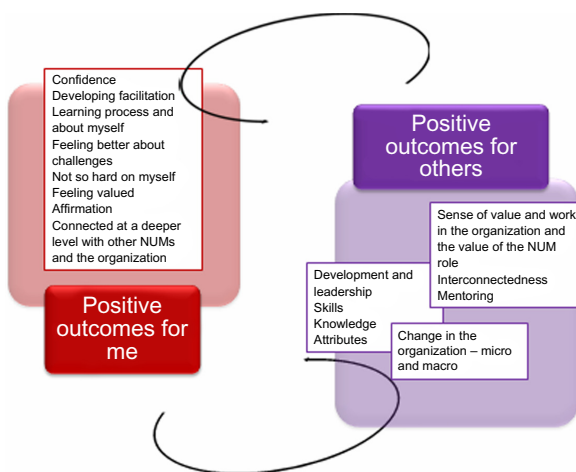 Confidence
Developing facilitation
Learning process and
about myself
Feeling better about
challenges
Not so hard on myself
Feeling valued
Affirmation
Connected at a deeper
level with other NUMs
and the organization
Positive
outcomes for
me
Positive
outcomes for
others
Sense of value and work
in the organization and
the value of the NUM
role
Interconnectedness
Mentoring
Development and
leadership
Skills
Knowledge
Attributes
Change in the
organization – micro
and macro